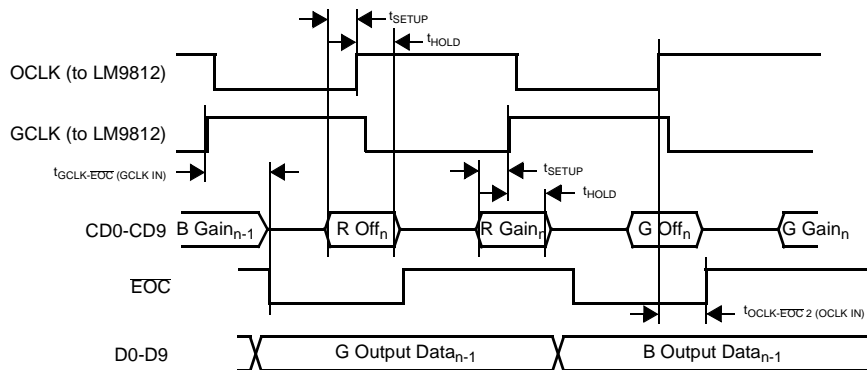 tSETUP
tHOLD
OCLK (to LM9812)
GCLK (to LM9812)
tGCLK-EOC (GCLK IN)
tSETUP
tHOLD
CD0-CD9 B Gainn-1 R Offn R Gainn G Offn G Gainn
EOC
tOCLK-EOC 2 (OCLK IN)
D0-D9 G Output Datan-1 B Output Datan-1